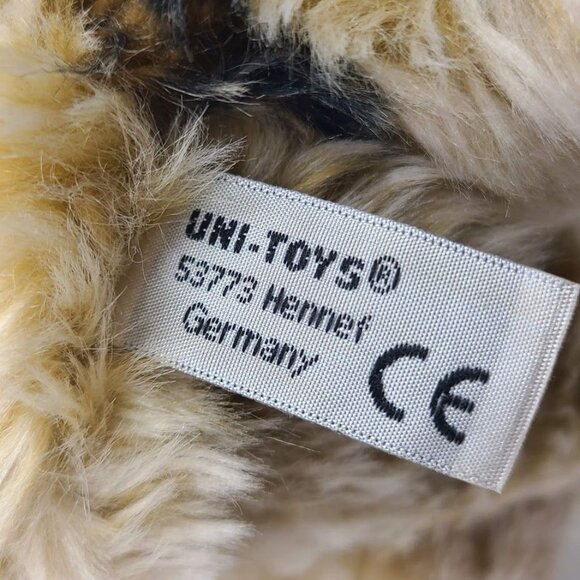 UNI-TOYS®
53773 Hennef
Germany
CE